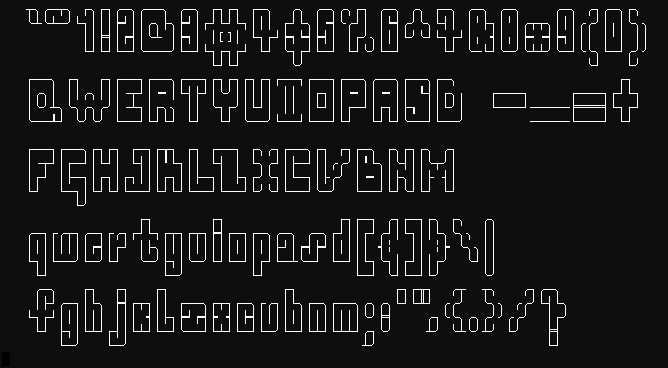 `~1!2@3#4$5%6^7&8*9(0)
QWERTYUIOPASD -_=+
FGHJKLZXCVBNM
qwertyuiopasd[{]}\|
fghjklzxcvbnm;:'",<.>/?